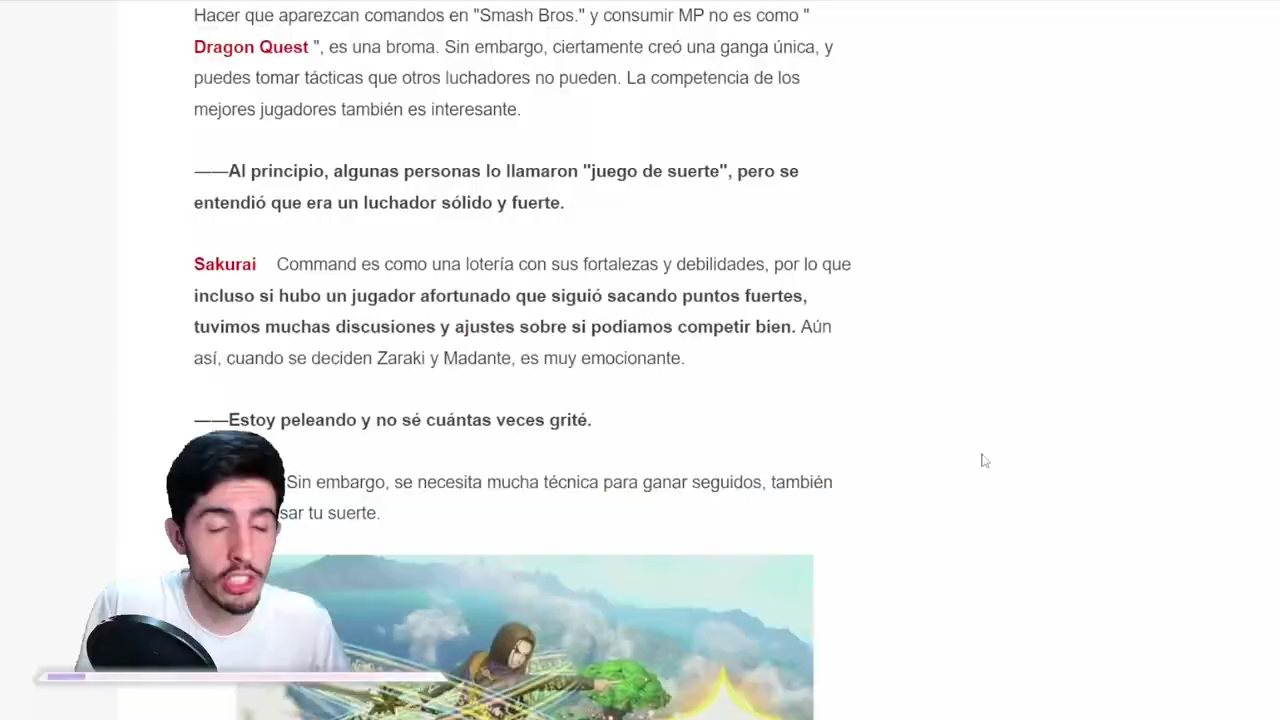 Hacer que aparezcan comandos en "Smash Bros." y consumir MP no es como "
Dragon Quest ", es una broma. Sin embargo, ciertamente creó una ganga única, y
puedes tomar tácticas que otros luchadores no pueden. La competencia de los
mejores jugadores también es interesante.
——Al principio, algunas personas lo llamaron "juego de suerte", pero se
entendió que era un luchador sólido y fuerte.
Sakurai Command es como una lotería con sus fortalezas y debilidades, por lo que
incluso si hubo un jugador afortunado que siguió sacando puntos fuertes,
tuvimos muchas discusiones y ajustes sobre si podíamos competir bien. Aún
así, cuando se deciden Zaraki y Madante, es muy emocionante.
——Estoy peleando y no sé cuántas veces grité.
Sin embargo, se necesita mucha técnica para ganar seguidos, también
sar tu suerte.